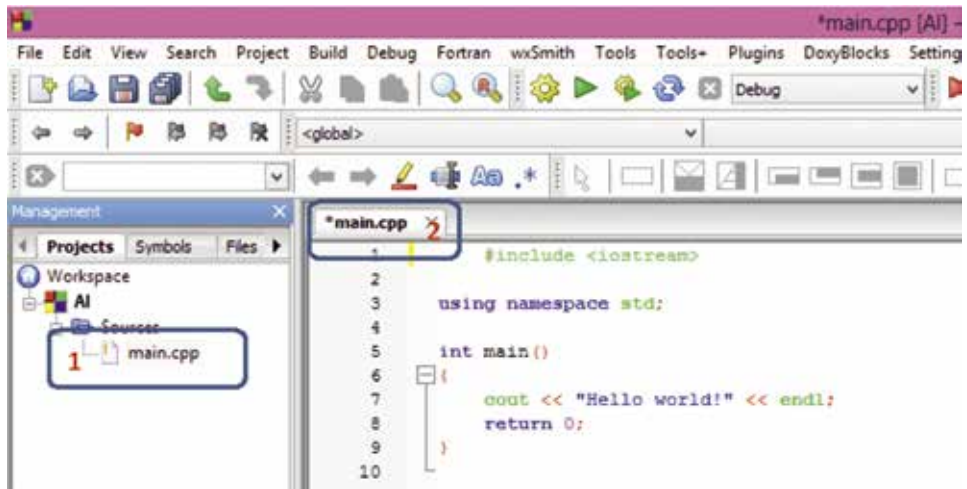 *main.cpp [AI] -
File Edit View Search Project Build Debug Fortran wxSmith Tools Tools+ Plugins DoxyBlocks Setting
Debug
<global>
Aa .*
Management
Projects Symbols Files
*main.cpp 2
Workspace
AI
Sources
1 main.cpp
1 #include <iostream>
2
3 using namespace std;
4
5 int main()
6 {
7 cout << "Hello world!" << endl;
8 return 0;
9 }
10